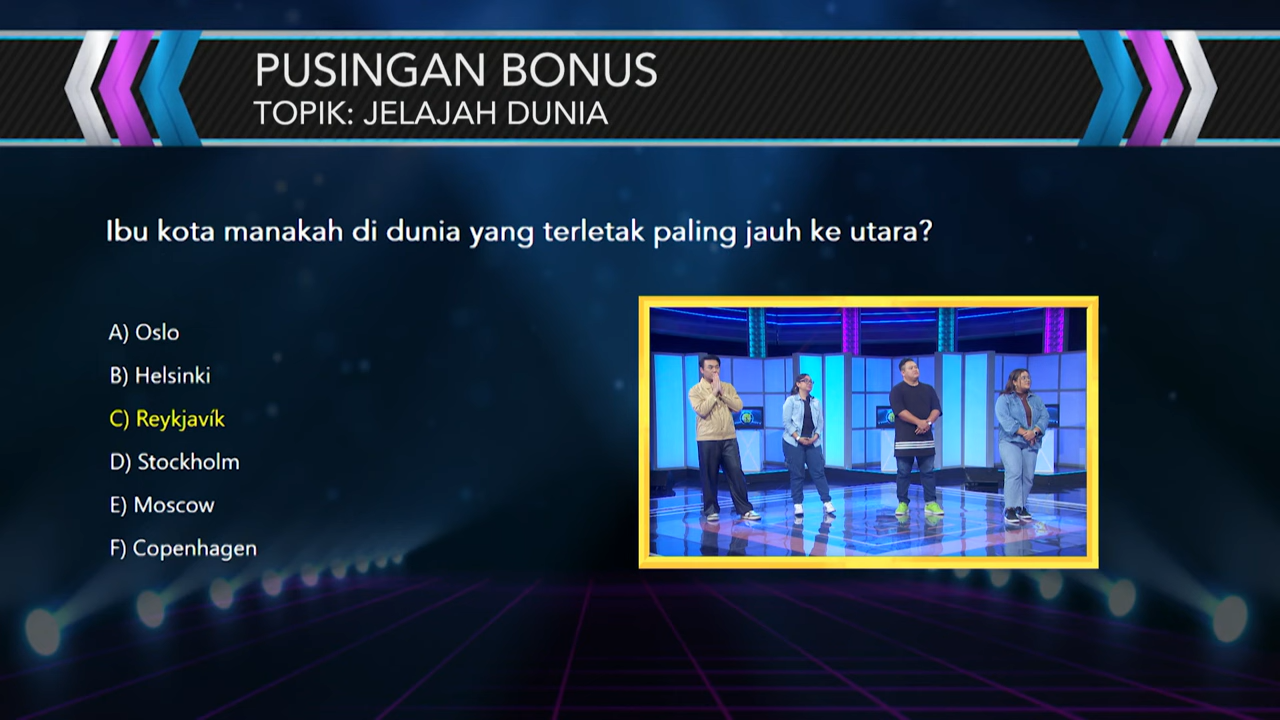 PUSINGAN BONUS
TOPIK: JELAJAH DUNIA
Ibu kota manakah di dunia yang terletak paling jauh ke utara?
A) Oslo
B) Helsinki
C) Reykjavík
D) Stockholm
E) Moscow
F) Copenhagen